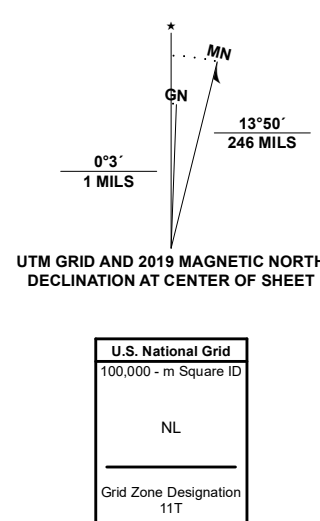 ★
MN
GN
13°50´
246 MILS
0°3´
1 MILS
UTM GRID AND 2019 MAGNETIC NORTH
DECLINATION AT CENTER OF SHEET
U.S. National Grid
100,000 - m Square ID
NL
Grid Zone Designation
11T